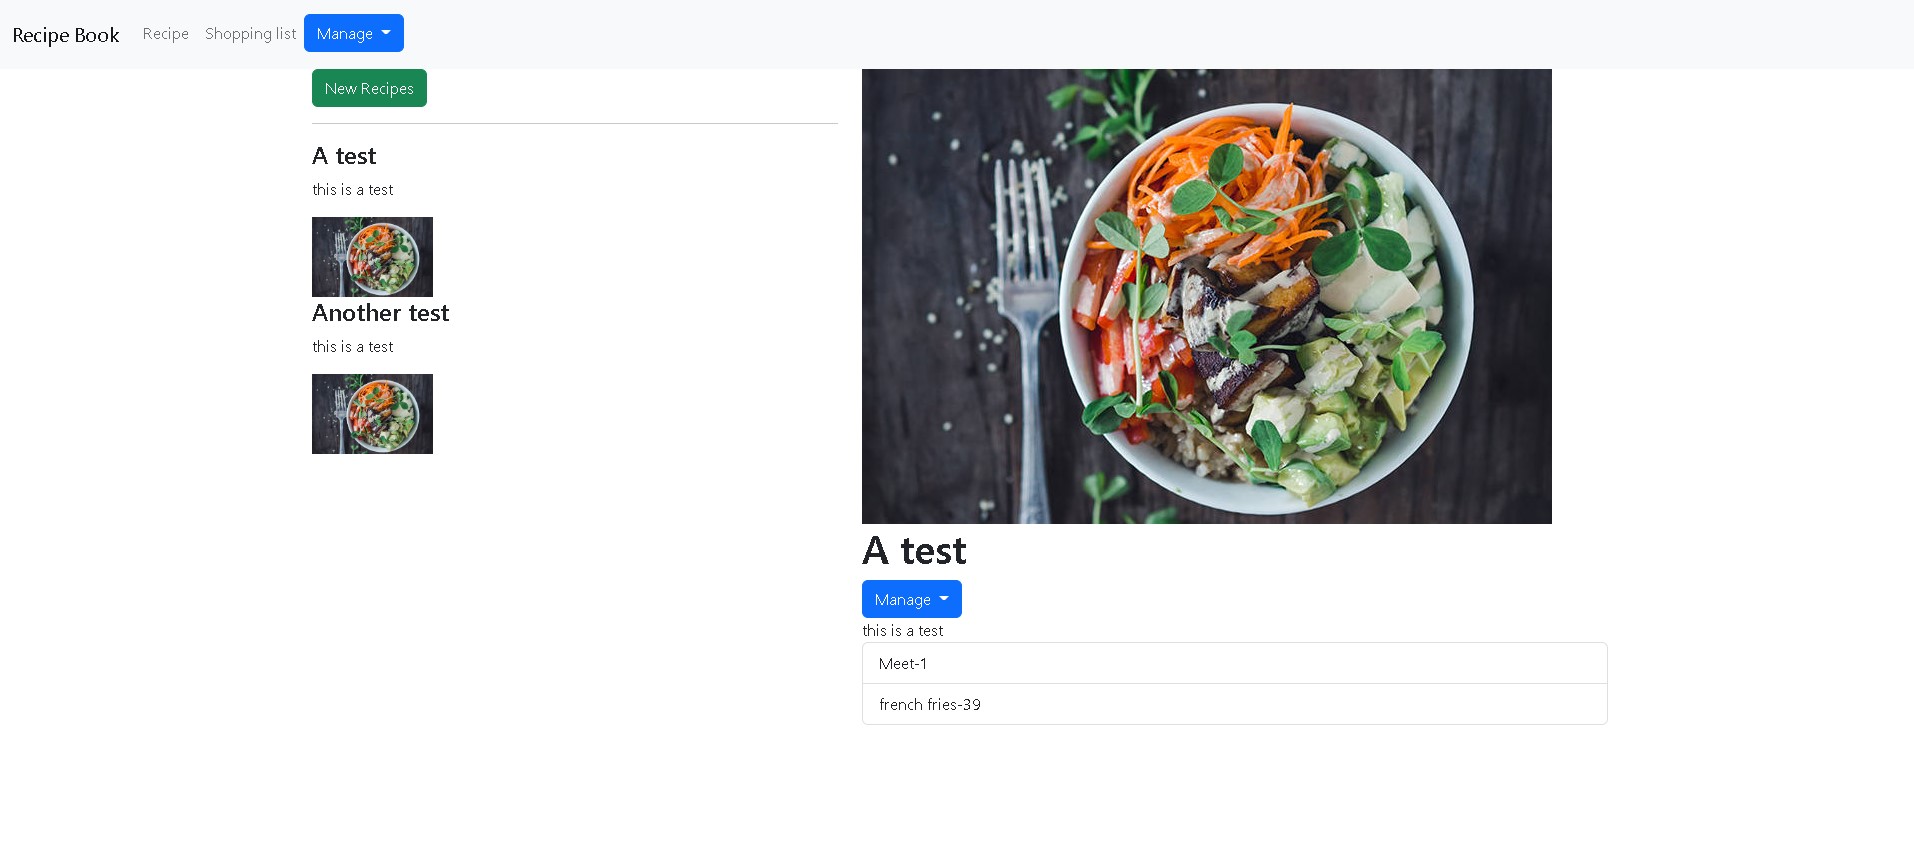 Recipe Book Recipe Shopping list Manage
New Recipes
A test
this is a test
Another test
this is a test
A test
Manage
this is a test
Meet-1
french fries-39